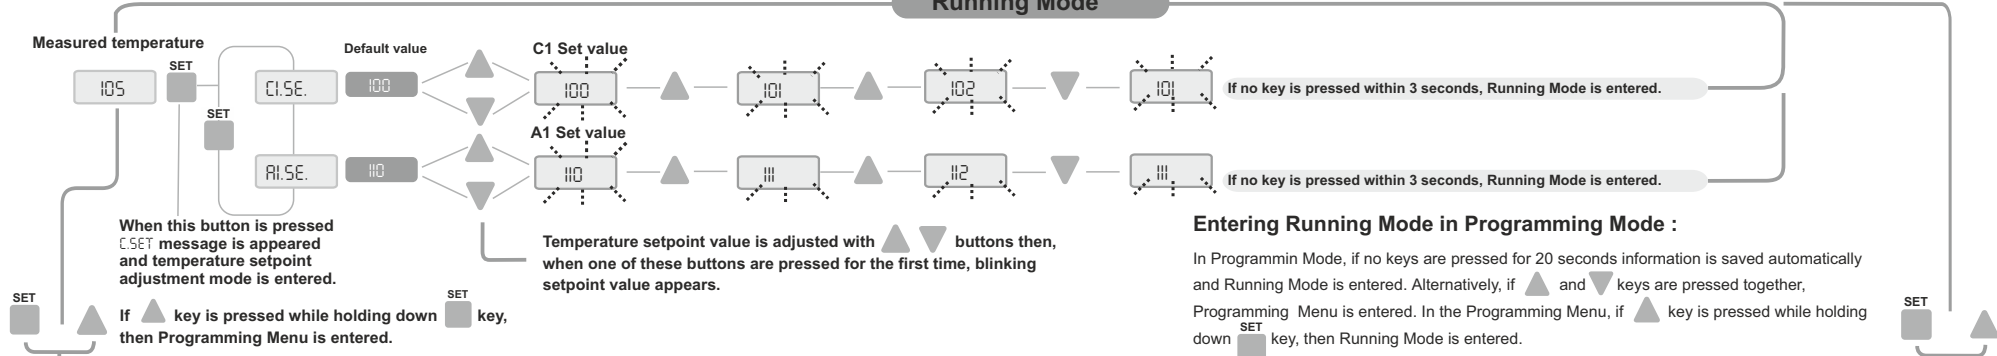 Running Mode
Measured temperature
105
SET
SET
C1.SE.
Default value
100
C1 Set value
100
101
102
101
If no key is pressed within 3 seconds, Running Mode is entered.
A1.SE.
110
A1 Set value
110
111
112
111
If no key is pressed within 3 seconds, Running Mode is entered.
When this button is pressed
C.SET message is appeared
and temperature setpoint
adjustment mode is entered.
SET
If key is pressed while holding down SET key,
then Programming Menu is entered.
Temperature setpoint value is adjusted with buttons then,
when one of these buttons are pressed for the first time, blinking
setpoint value appears.
Entering Running Mode in Programming Mode :
In Programmin Mode, if no keys are pressed for 20 seconds information is saved automatically
and Running Mode is entered. Alternatively, if and keys are pressed together,
Programming Menu is entered. In the Programming Menu, if key is pressed while holding
down SET key, then Running Mode is entered.
SET